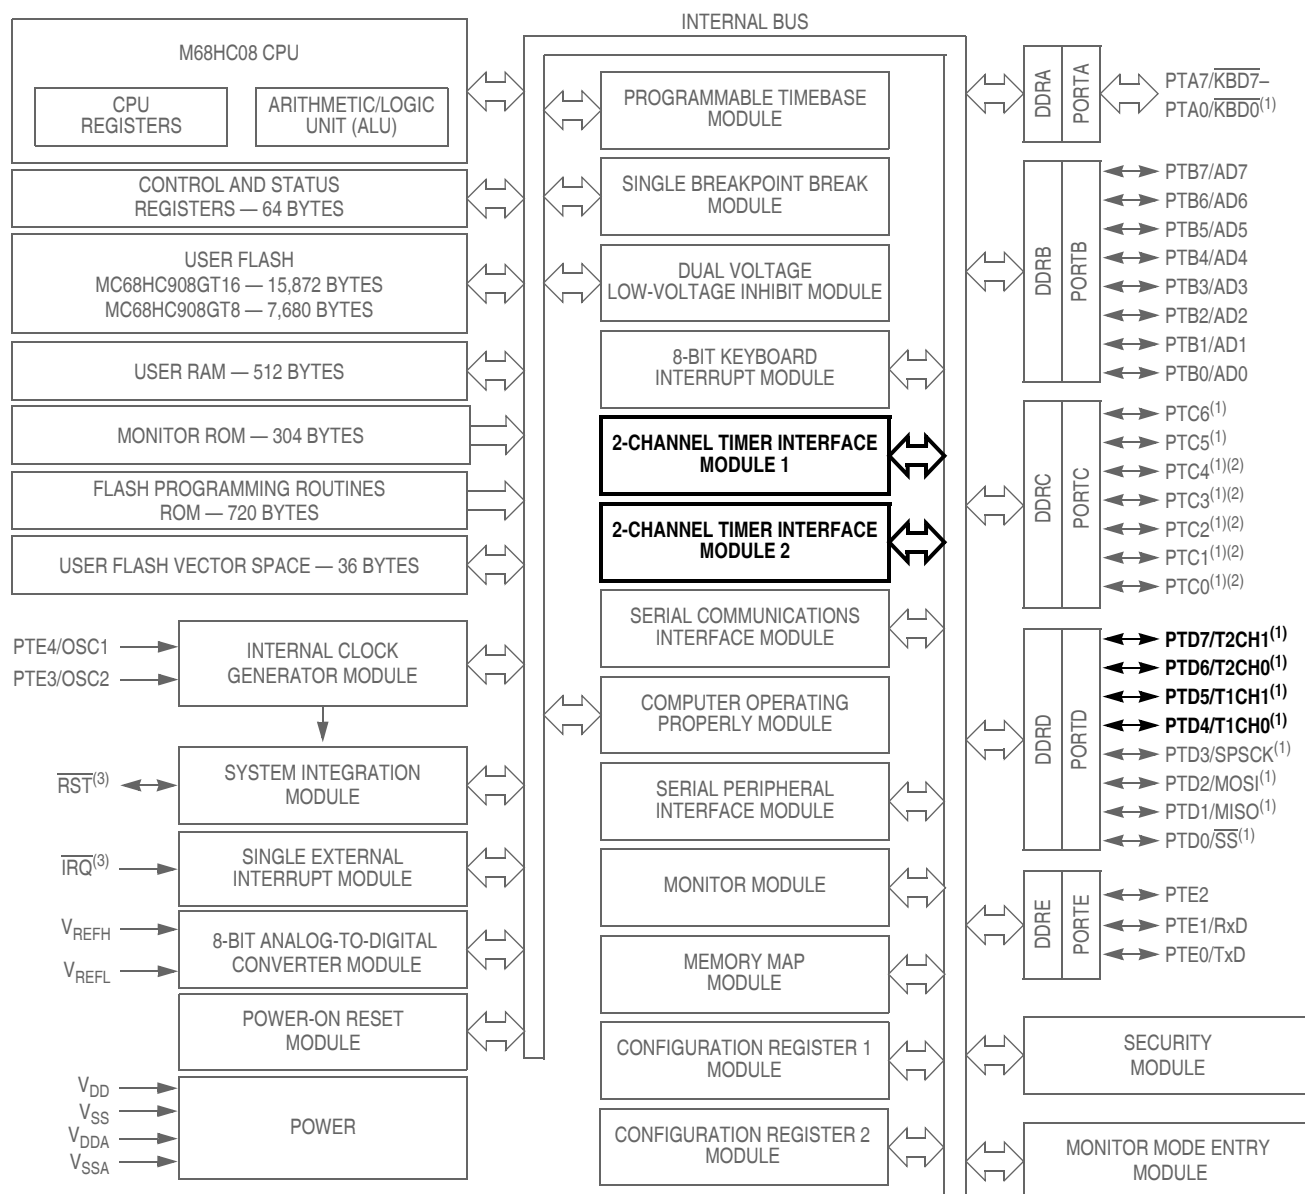 INTERNAL BUS
M68HC08 CPU
CPU
REGISTERS
ARITHMETIC/LOGIC
UNIT (ALU)
CONTROL AND STATUS
REGISTERS — 64 BYTES
USER FLASH
MC68HC908GT16 — 15,872 BYTES
MC68HC908GT8 — 7,680 BYTES
USER RAM — 512 BYTES
MONITOR ROM — 304 BYTES
FLASH PROGRAMMING ROUTINES
ROM — 720 BYTES
USER FLASH VECTOR SPACE — 36 BYTES
PTE4/OSC1
PTE3/OSC2
INTERNAL CLOCK
GENERATOR MODULE
RST(3)
SYSTEM INTEGRATION
MODULE
IRQ(3)
SINGLE EXTERNAL
INTERRUPT MODULE
VREFH
VREFL
8-BIT ANALOG-TO-DIGITAL
CONVERTER MODULE
POWER-ON RESET
MODULE
VDD
VSS
VDDA
VSSA
POWER
PROGRAMMABLE TIMEBASE
MODULE
SINGLE BREAKPOINT BREAK
MODULE
DUAL VOLTAGE
LOW-VOLTAGE INHIBIT MODULE
8-BIT KEYBOARD
INTERRUPT MODULE
2-CHANNEL TIMER INTERFACE
MODULE 1
2-CHANNEL TIMER INTERFACE
MODULE 2
SERIAL COMMUNICATIONS
INTERFACE MODULE
COMPUTER OPERATING
PROPERLY MODULE
SERIAL PERIPHERAL
INTERFACE MODULE
MONITOR MODULE
MEMORY MAP
MODULE
CONFIGURATION REGISTER 1
MODULE
CONFIGURATION REGISTER 2
MODULE
DDRA
PORTA
PTA7/KBD7–
PTA0/KBD0(1)
DDRB
PORTB
PTB7/AD7
PTB6/AD6
PTB5/AD5
PTB4/AD4
PTB3/AD3
PTB2/AD2
PTB1/AD1
PTB0/AD0
DDRC
PORTC
PTC6(1)
PTC5(1)
PTC4(1)(2)
PTC3(1)(2)
PTC2(1)(2)
PTC1(1)(2)
PTC0(1)(2)
DDRD
PORTD
PTD7/T2CH1(1)
PTD6/T2CH0(1)
PTD5/T1CH1(1)
PTD4/T1CH0(1)
PTD3/SPSCK(1)
PTD2/MOSI(1)
PTD1/MISO(1)
PTD0/SS(1)
DDRE
PORTE
PTE2
PTE1/RxD
PTE0/TxD
SECURITY
MODULE
MONITOR MODE ENTRY
MODULE